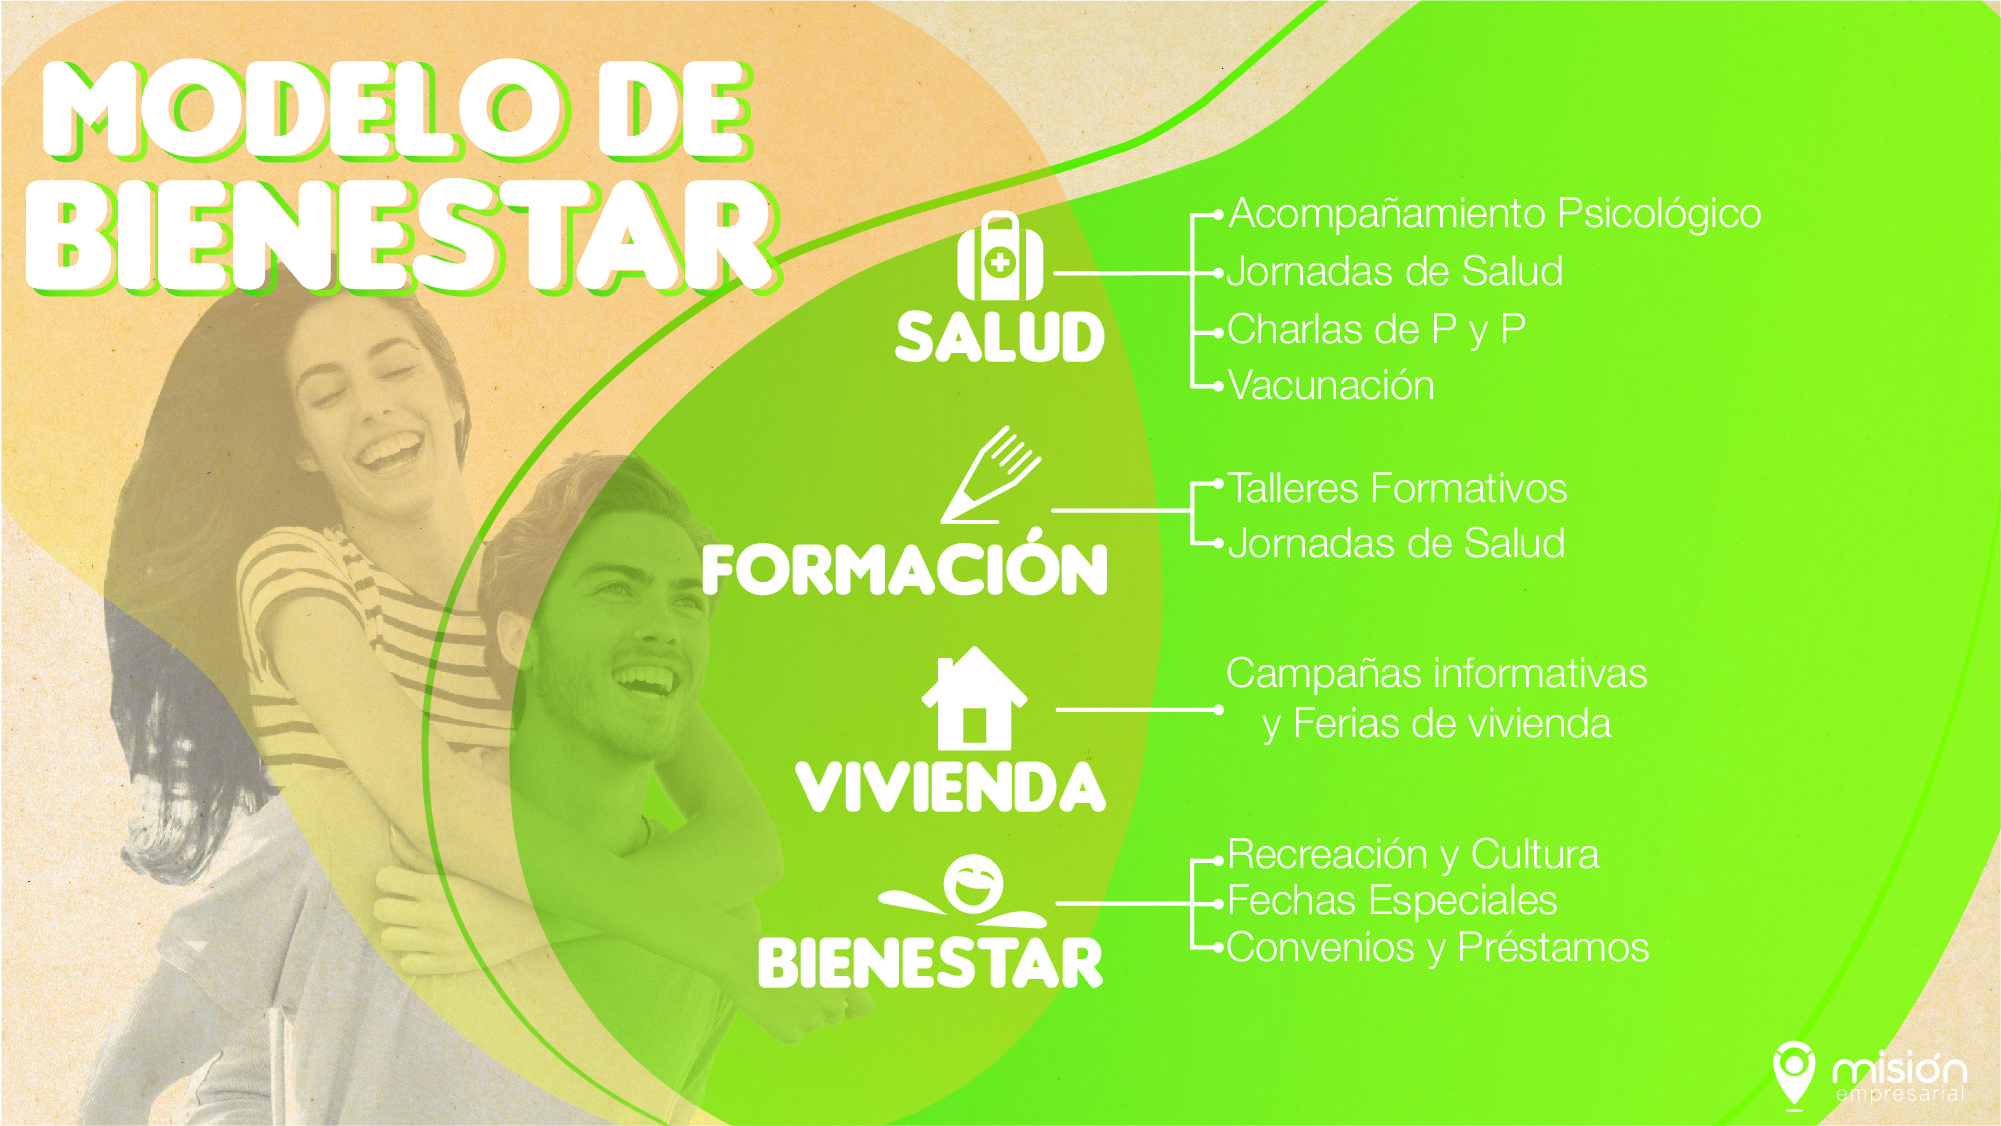 MODELO DE
BIENESTAR
SALUD
Acompañamiento Psicológico
Jornadas de Salud
Charlas de P y P
Vacunación
FORMACIÓN
Talleres Formativos
Jornadas de Salud
VIVIENDA
Campañas informativas
y Ferias de vivienda
BIENESTAR
Recreación y Cultura
Fechas Especiales
Convenios y Préstamos
misión
empresarial